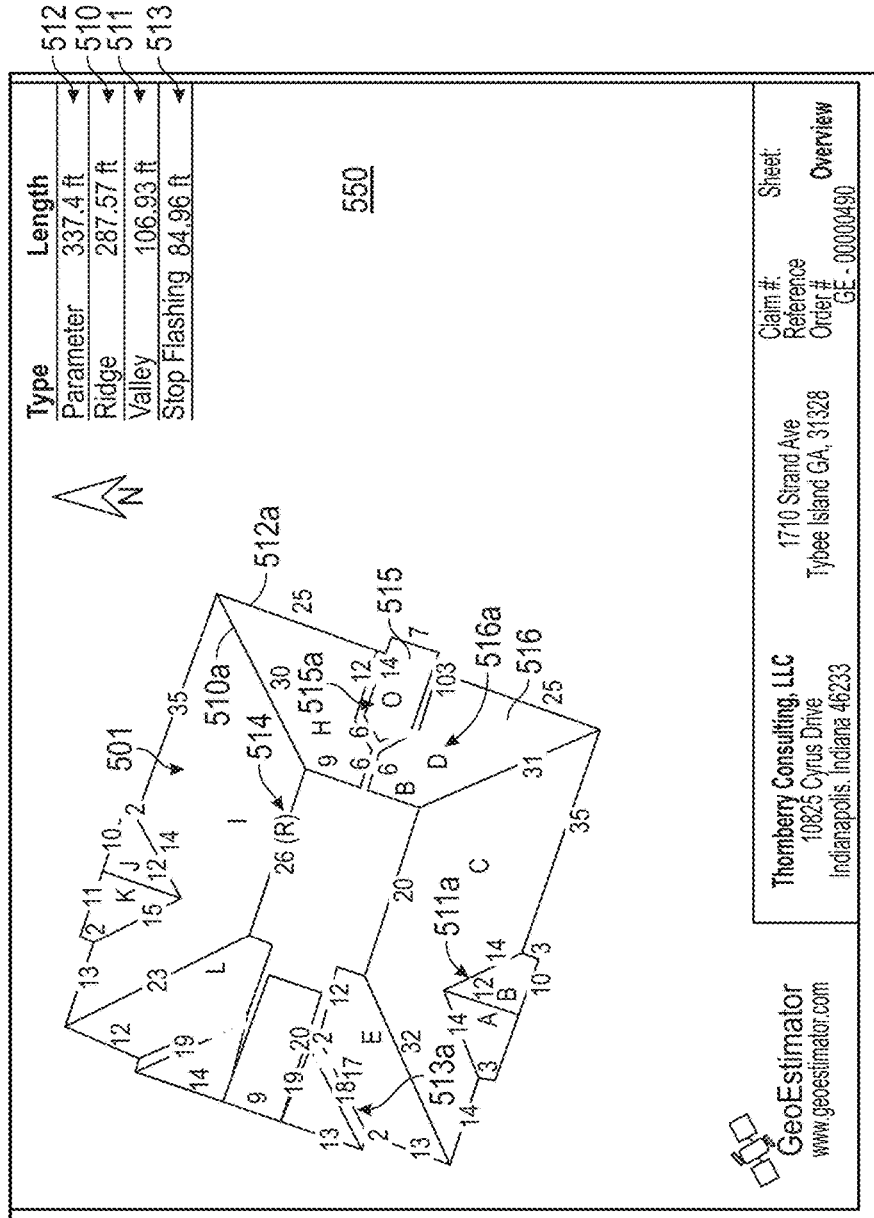 Type Length
Parameter 337.4 ft 512
Ridge 287.57 ft 510
Valley 106.93 ft 511
Stop Flashing 84.96 ft 513
N
550
501
35
510a
512a
25
30
H
515a
12
515
14
7
O
6
6
6
9
514
26 (R)
I
103
516a
516
D
B
25
31
35
20
C
511a
14
12
B
A
14
3
10
3
14
32
E
12
2
17
18
513a
2
13
13
20
19
9
14
19
12
L
23
13
2
11
K
15
10
J
12
14
2
GeoEstimator
www.geoestimator.com
Thomberry Consulting, LLC
10825 Cyrus Drive
Indianapolis, Indiana 46233
1710 Strand Ave
Tybee Island GA, 31328
Claim #: Sheet:
Reference
Order # Overview
GE - 00000490